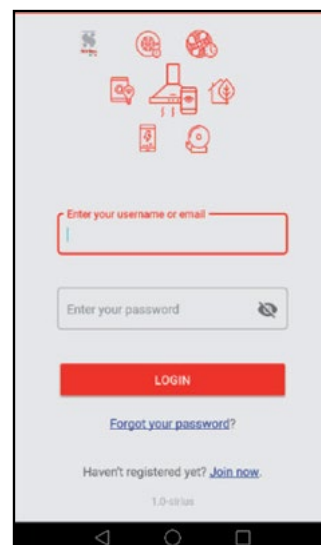 Enter your username or email
Enter your password
LOGIN
Forgot your password?
Haven't registered yet? Join now.
1.0-sirius